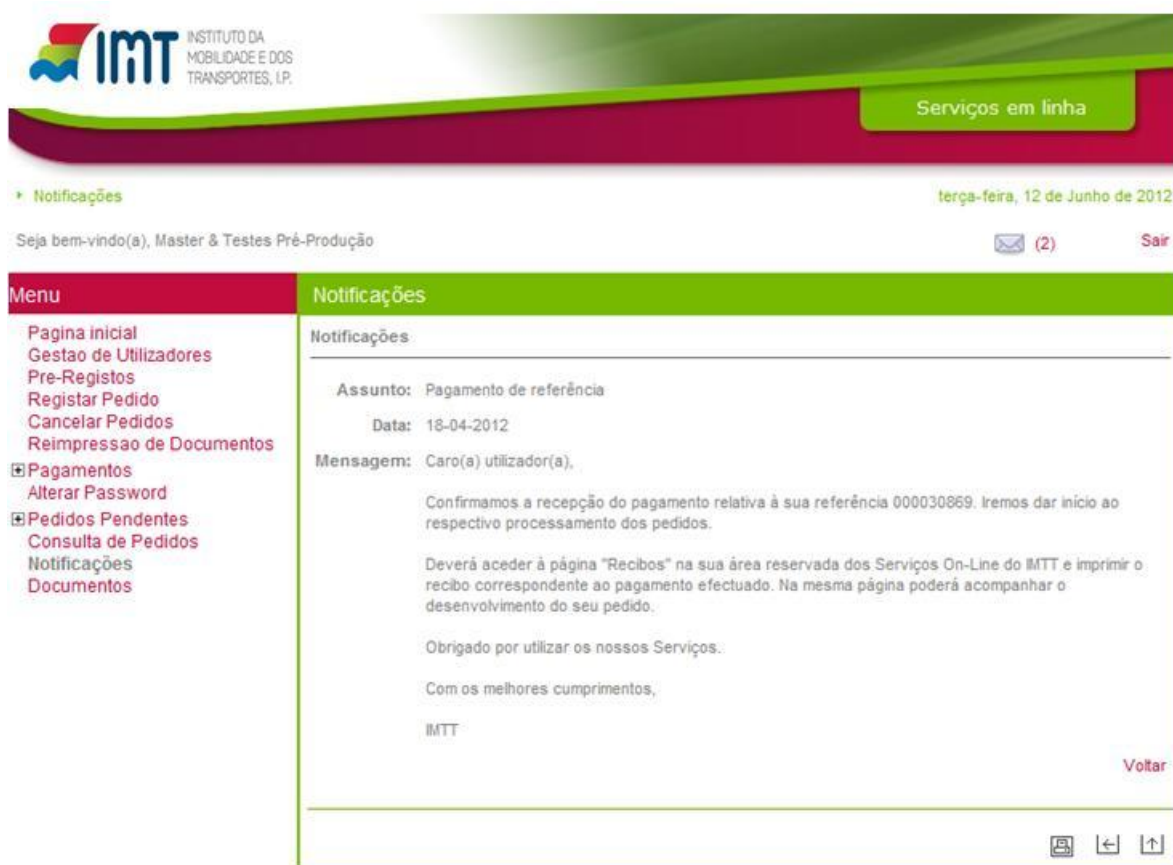 IMT
INSTITUTO DA
MOBILIDADE E DOS
TRANSPORTES, I.P.
Serviços em linha
Notificações
terça-feira, 12 de Junho de 2012
Seja bem-vindo(a), Master & Testes Pré-Produção
(2)
Sair
Menu
Pagina inicial
Gestao de Utilizadores
Pre-Registos
Registar Pedido
Cancelar Pedidos
Reimpressao de Documentos
Pagamentos
Alterar Password
Pedidos Pendentes
Consulta de Pedidos
Notificações
Documentos
Notificações
Notificações
Assunto: Pagamento de referência
Data: 18-04-2012
Mensagem: Caro(a) utilizador(a),
Confirmamos a recepção do pagamento relativa à sua referência 000030869. Iremos dar início ao
respectivo processamento dos pedidos.
Deverá aceder à página "Recibos" na sua área reservada dos Serviços On-Line do IMTT e imprimir o
recibo correspondente ao pagamento efectuado. Na mesma página poderá acompanhar o
desenvolvimento do seu pedido.
Obrigado por utilizar os nossos Serviços.
Com os melhores cumprimentos,
IMTT
Voltar